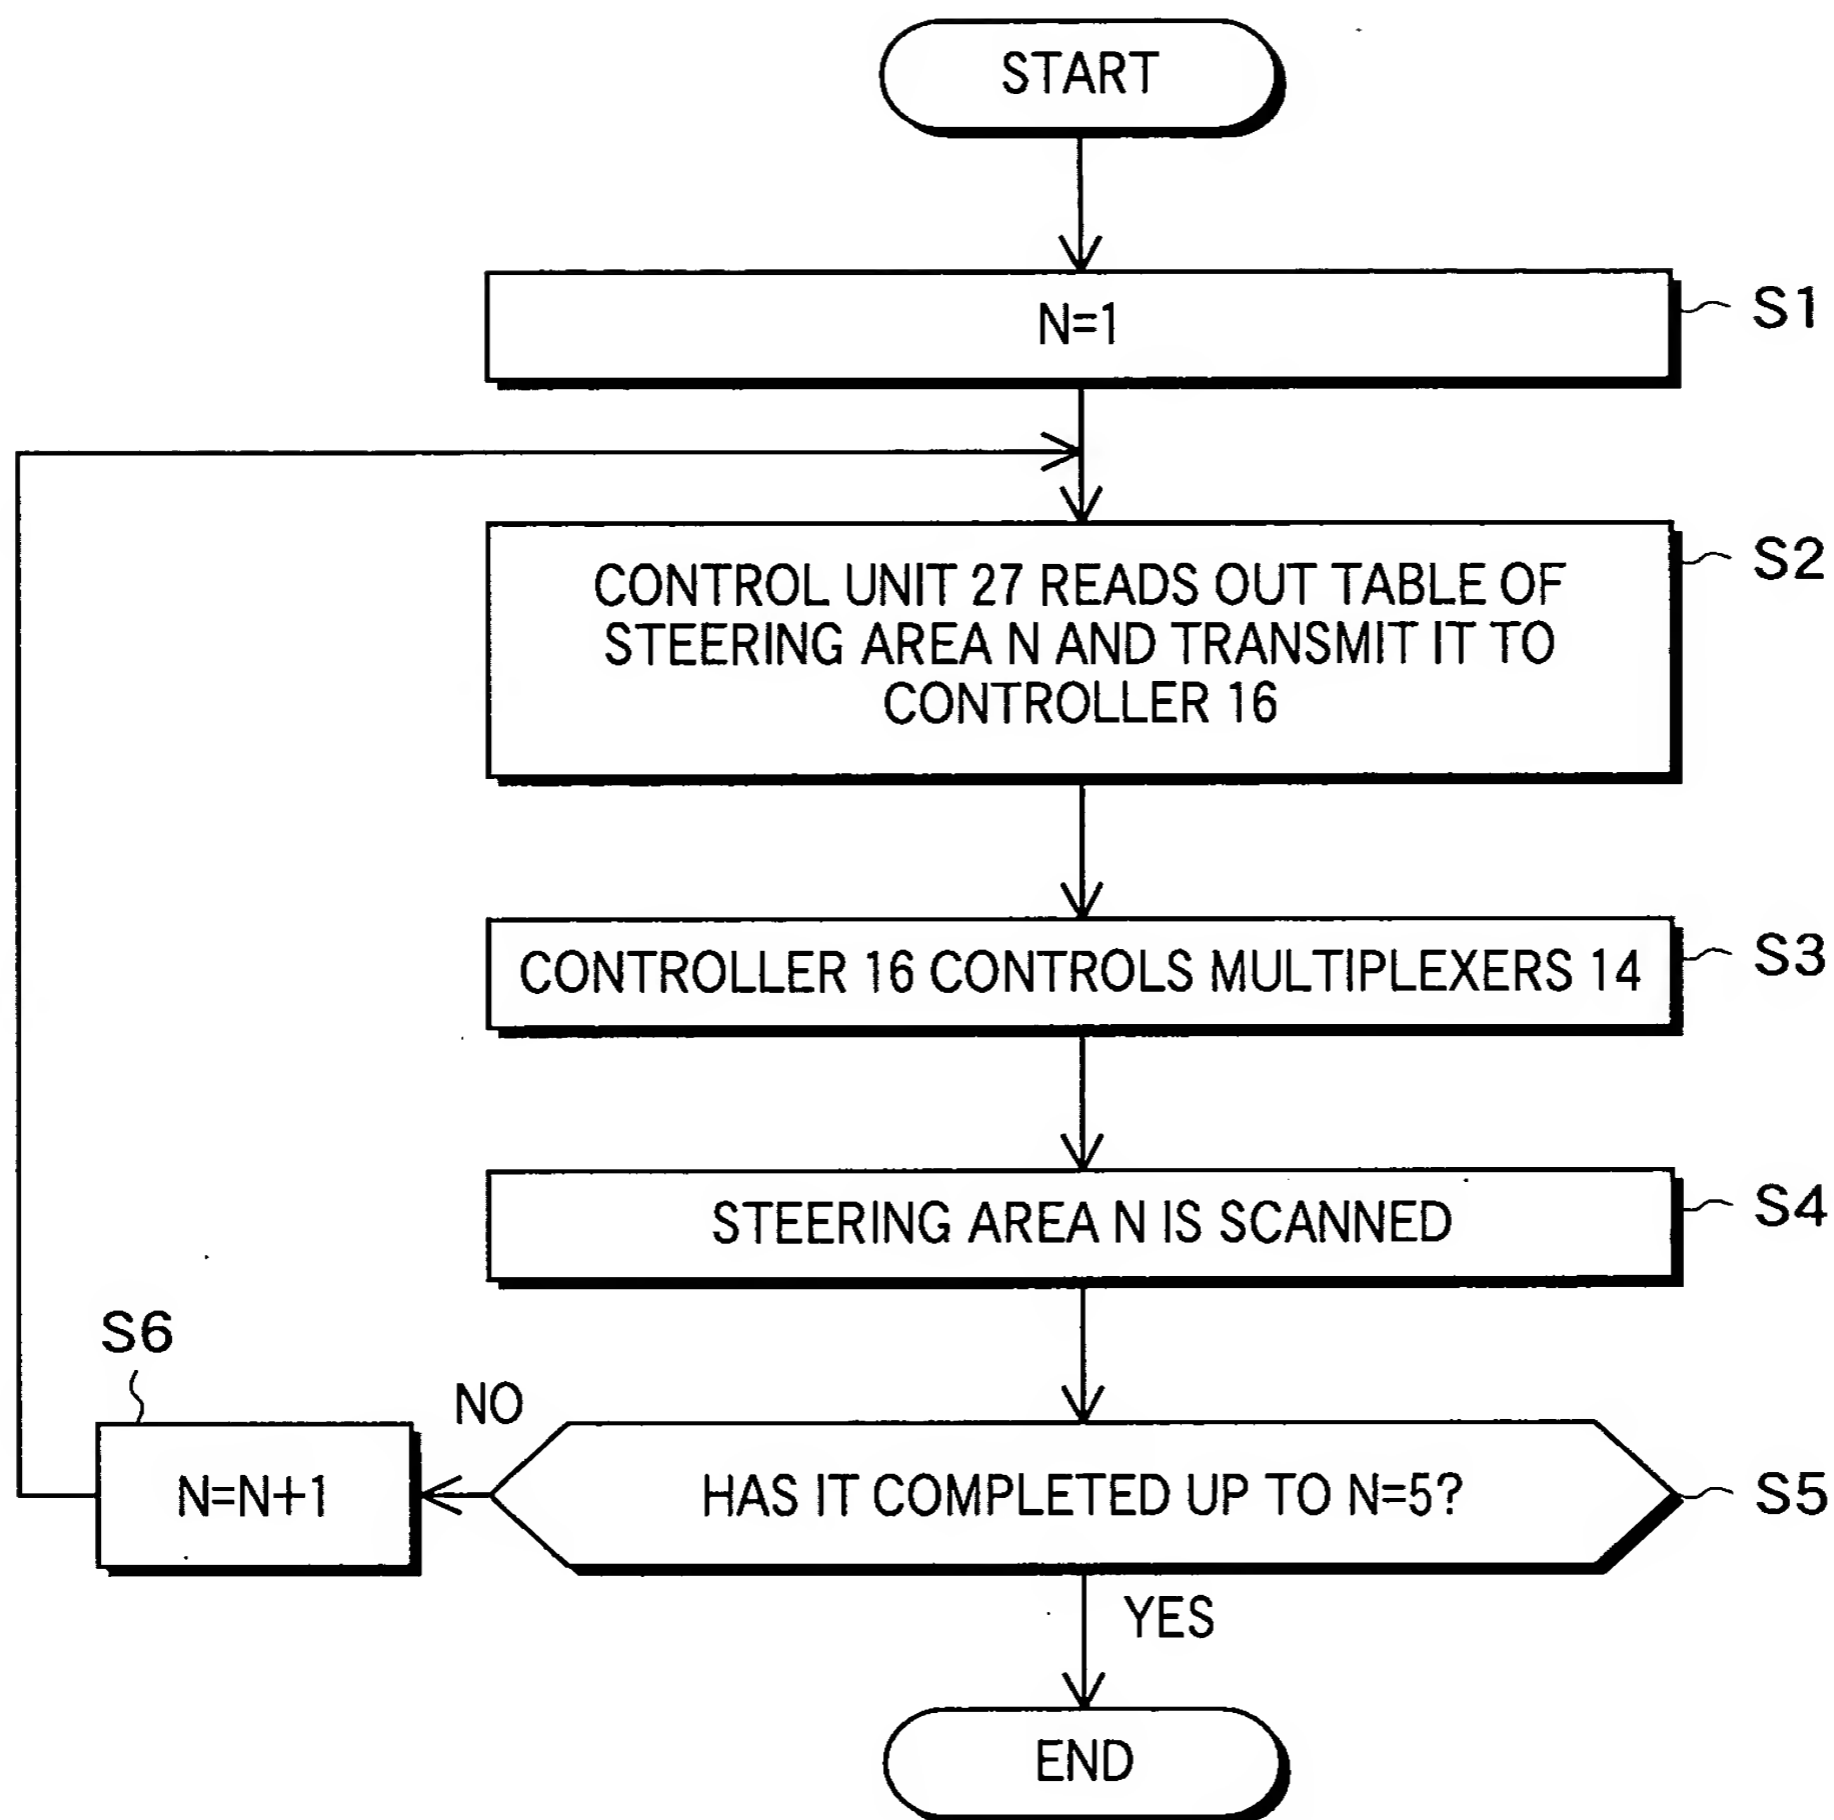 START
N=1
S1
CONTROL UNIT 27 READS OUT TABLE OF
STEERING AREA N AND TRANSMIT IT TO
CONTROLLER 16
S2
CONTROLLER 16 CONTROLS MULTIPLEXERS 14
S3
STEERING AREA N IS SCANNED
S4
S6
NO
N=N+1
HAS IT COMPLETED UP TO N=5?
S5
YES
END